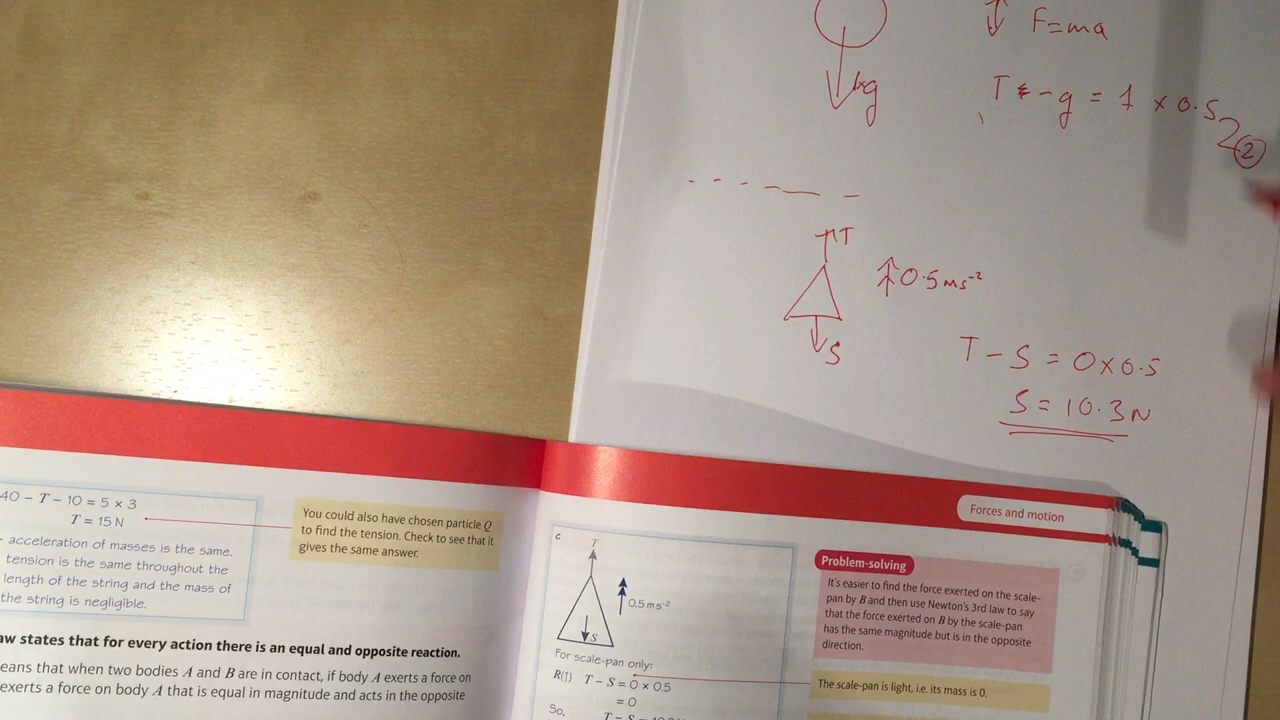 F=ma
kg
T - g = 1 × 0.5
2
T
↑0.5ms⁻²
S
T - S = 0×0.5
S = 10.3N
40 − T − 10 = 5 × 3
T = 15 N
acceleration of masses is the same.
tension is the same throughout the
length of the string and the mass of
the string is negligible.
You could also have chosen particle Q
to find the tension. Check to see that it
gives the same answer.
aw states that for every action there is an equal and opposite reaction.
eans that when two bodies A and B are in contact, if body A exerts a force on
exerts a force on body A that is equal in magnitude and acts in the opposite
Forces and motion
c
T
0.5 ms⁻²
S
For scale-pan only:
R(↑) T − S = 0 × 0.5
= 0
So,
Problem-solving
It's easier to find the force exerted on the scale-
pan by B and then use Newton's 3rd law to say
that the force exerted on B by the scale-pan
has the same magnitude but is in the opposite
direction.
The scale-pan is light, i.e. its mass is 0.